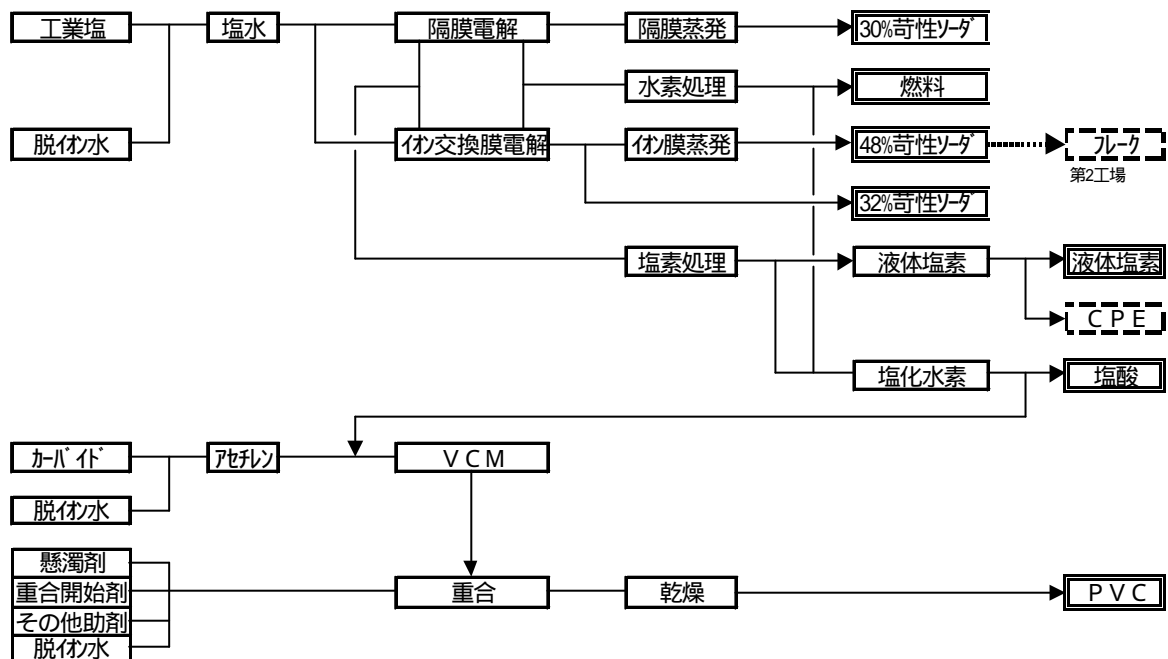 工業塩
塩水
隔膜電解
隔膜蒸発
30%苛性ソーダ
水素処理
燃料
脱イオン水
イオン交換膜電解
イオン膜蒸発
48%苛性ソーダ
フレーク
第2工場
32%苛性ソーダ
塩素処理
液体塩素
液体塩素
CPE
塩化水素
塩酸
カーバイド
アセチレン
VCM
脱イオン水
懸濁剤
重合開始剤
重合
乾燥
PVC
その他助剤
脱イオン水